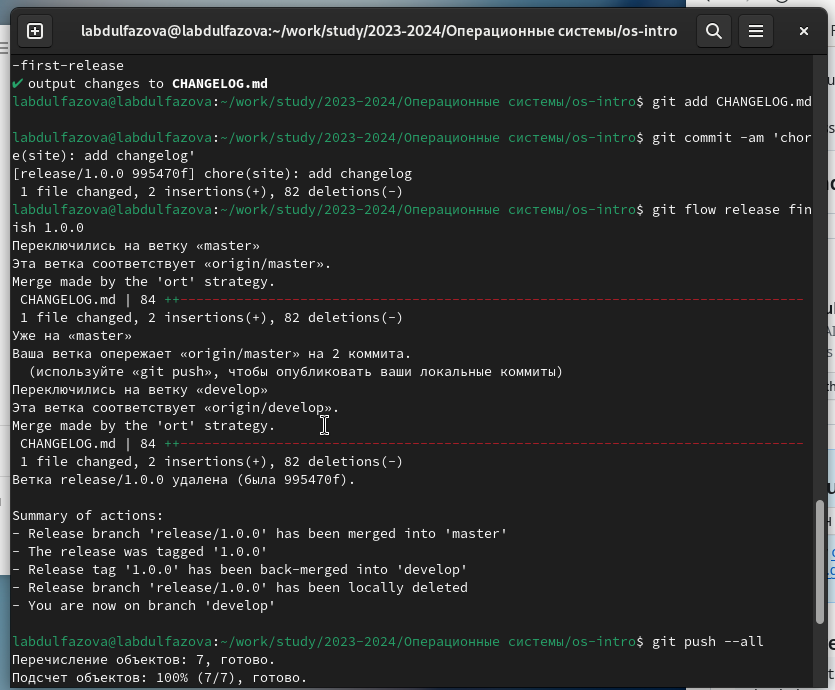 labdulfazova@labdulfazova:~/work/study/2023-2024/Операционные системы/os-intro
-first-release
✔ output changes to CHANGELOG.md
labdulfazova@labdulfazova:~/work/study/2023-2024/Операционные системы/os-intro$ git add CHANGELOG.md
labdulfazova@labdulfazova:~/work/study/2023-2024/Операционные системы/os-intro$ git commit -am 'chor
e(site): add changelog'
[release/1.0.0 995470f] chore(site): add changelog
1 file changed, 2 insertions(+), 82 deletions(-)
labdulfazova@labdulfazova:~/work/study/2023-2024/Операционные системы/os-intro$ git flow release fin
ish 1.0.0
Переключились на ветку «master»
Эта ветка соответствует «origin/master».
Merge made by the 'ort' strategy.
CHANGELOG.md | 84 ++--------------------------------------------------------------------------------
1 file changed, 2 insertions(+), 82 deletions(-)
Уже на «master»
Ваша ветка опережает «origin/master» на 2 коммита.
(используйте «git push», чтобы опубликовать ваши локальные коммиты)
Переключились на ветку «develop»
Эта ветка соответствует «origin/develop».
Merge made by the 'ort' strategy.
CHANGELOG.md | 84 ++--------------------------------------------------------------------------------
1 file changed, 2 insertions(+), 82 deletions(-)
Ветка release/1.0.0 удалена (была 995470f).
Summary of actions:
- Release branch 'release/1.0.0' has been merged into 'master'
- The release was tagged '1.0.0'
- Release tag '1.0.0' has been back-merged into 'develop'
- Release branch 'release/1.0.0' has been locally deleted
- You are now on branch 'develop'
labdulfazova@labdulfazova:~/work/study/2023-2024/Операционные системы/os-intro$ git push --all
Перечисление объектов: 7, готово.
Подсчет объектов: 100% (7/7), готово.